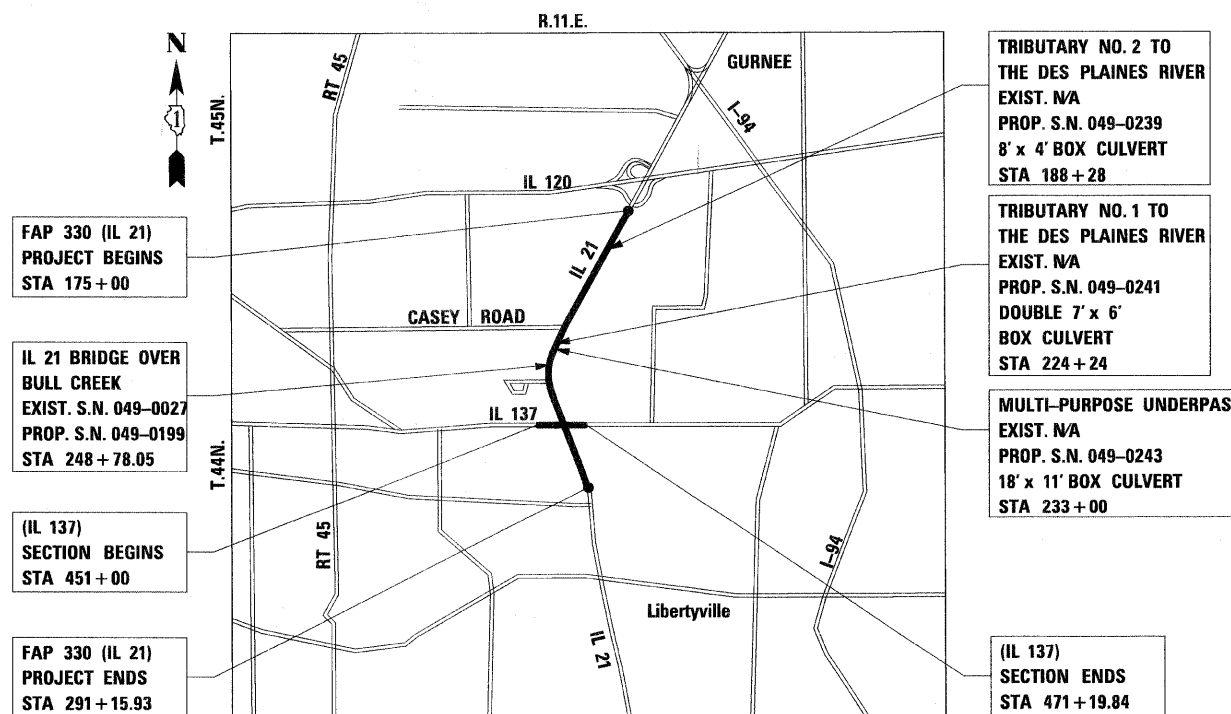 R.11.E.
N
1
T.45N.
RT 45
GURNEE
I-94
IL 120
IL 21
CASEY ROAD
IL 137
T.44N.
RT 45
I-94
Libertyville
IL 21
FAP 330 (IL 21)
PROJECT BEGINS
STA 175+00
IL 21 BRIDGE OVER
BULL CREEK
EXIST. S.N. 049-0027
PROP. S.N. 049-0199
STA 248+78.05
(IL 137)
SECTION BEGINS
STA 451+00
FAP 330 (IL 21)
PROJECT ENDS
STA 291+15.93
TRIBUTARY NO. 2 TO
THE DES PLAINES RIVER
EXIST. N/A
PROP. S.N. 049-0239
8' x 4' BOX CULVERT
STA 188+28
TRIBUTARY NO. 1 TO
THE DES PLAINES RIVER
EXIST. N/A
PROP. S.N. 049-0241
DOUBLE 7' x 6'
BOX CULVERT
STA 224+24
MULTI-PURPOSE UNDERPAS
EXIST. N/A
PROP. S.N. 049-0243
18' x 11' BOX CULVERT
STA 233+00
(IL 137)
SECTION ENDS
STA 471+19.84